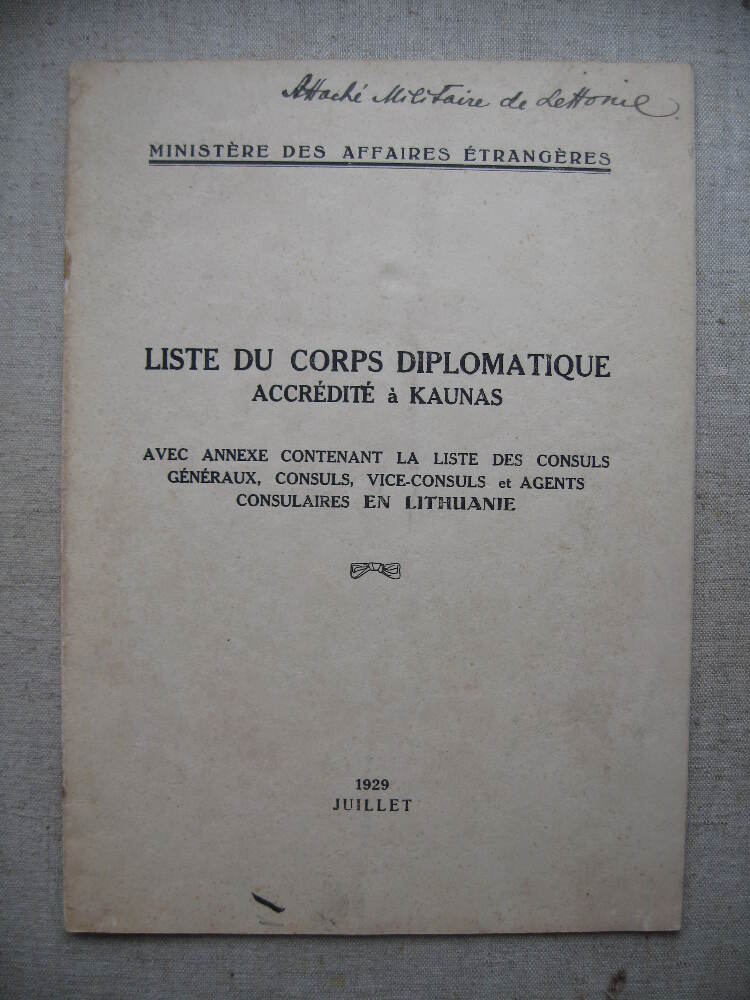 Attaché Militaire de Lettonie.
MINISTÈRE DES AFFAIRES ÉTRANGÈRES
LISTE DU CORPS DIPLOMATIQUE
ACCRÉDITÉ à KAUNAS
AVEC ANNEXE CONTENANT LA LISTE DES CONSULS
GÉNÉRAUX, CONSULS, VICE-CONSULS et AGENTS
CONSULAIRES EN LITHUANIE
1929
JUILLET